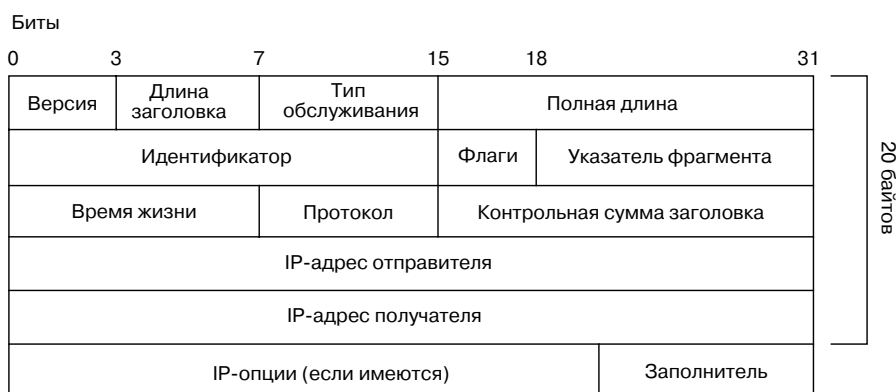 Биты
0 3 7 15 18 31
Версия Длина заголовка Тип обслуживания Полная длина
Идентификатор Флаги Указатель фрагмента
Время жизни Протокол Контрольная сумма заголовка
IP-адрес отправителя
IP-адрес получателя
IP-опции (если имеются) Заполнитель
20 байтов